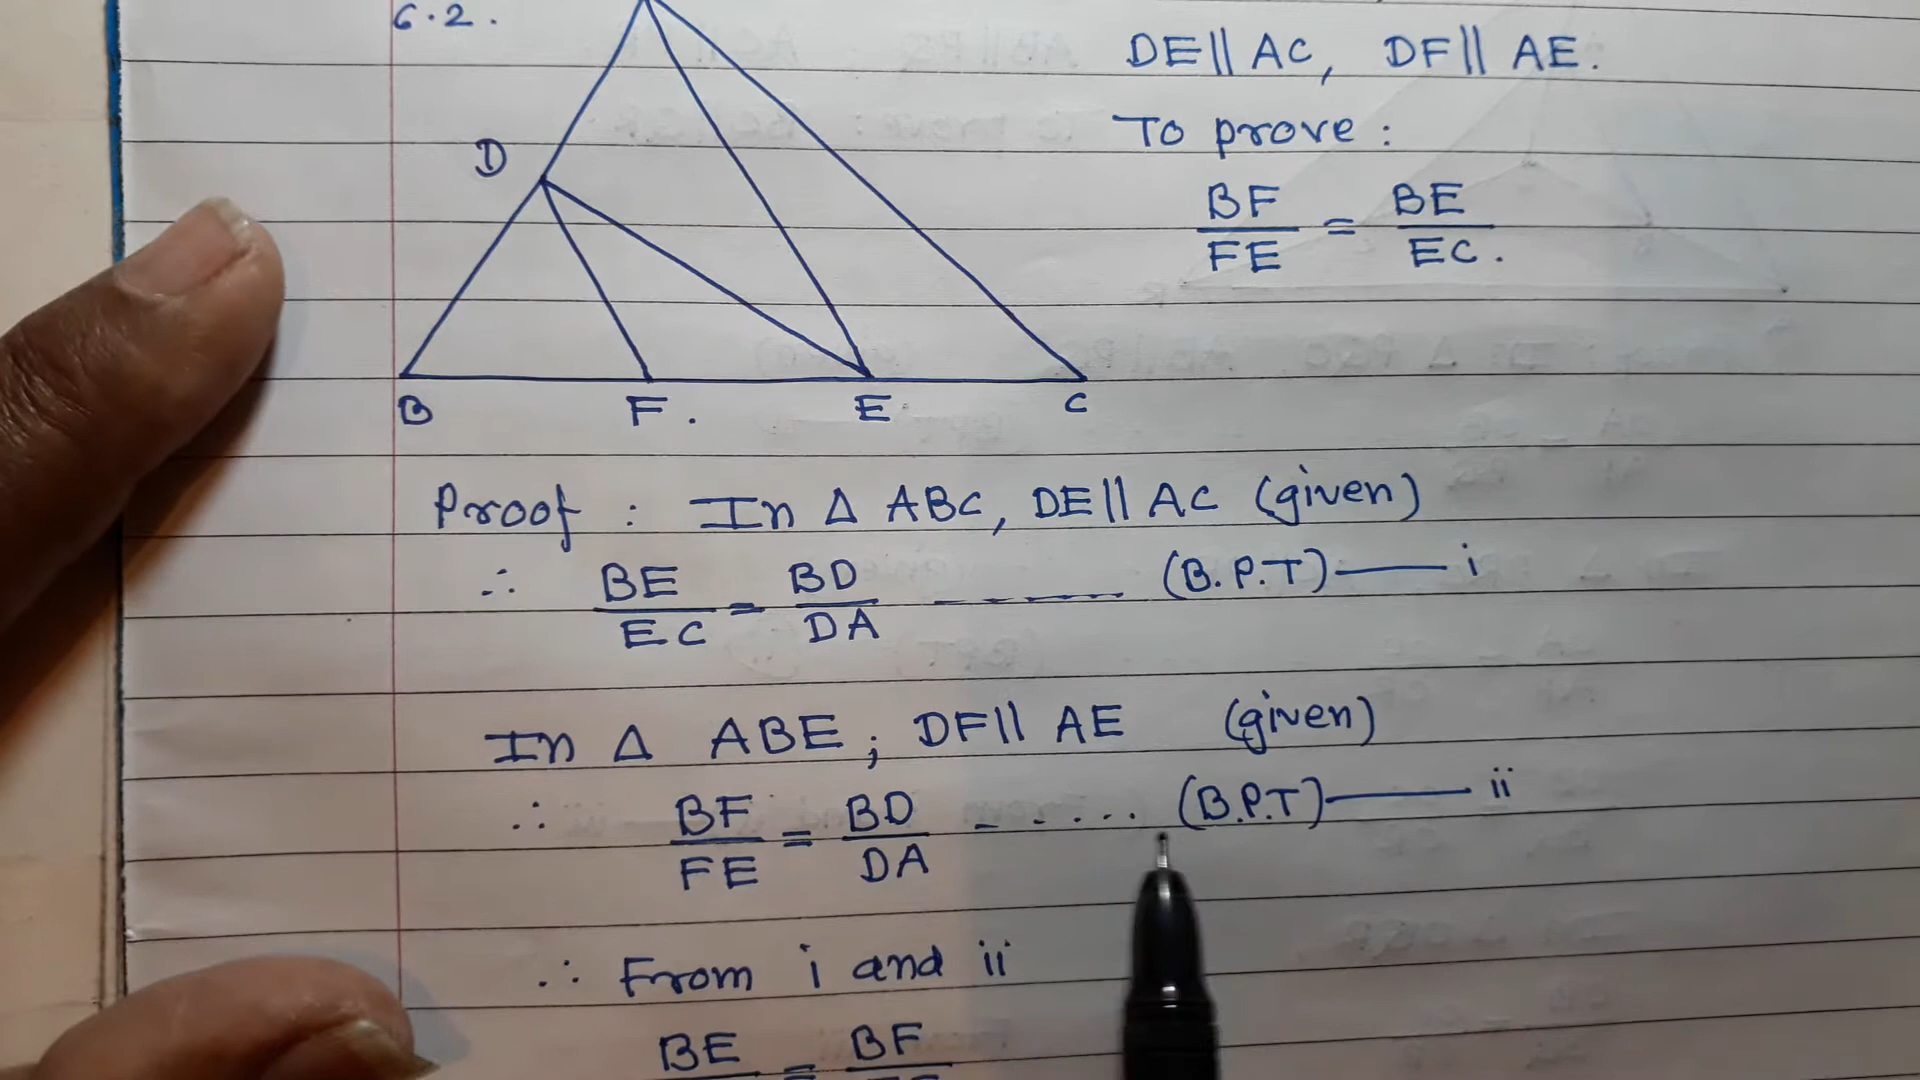 6.2.
DE || AC, DF || AE.
To prove :
BF/FE = BE/EC.
D
B F. E C
Proof : In Δ ABC, DE || AC (given)
∴ BE/EC = BD/DA ------- (B.P.T) —— i
In Δ ABE ; DF || AE (given)
∴ BF/FE = BD/DA - - .... (B.P.T) —— ii
∴ From i and ii
BE = BF